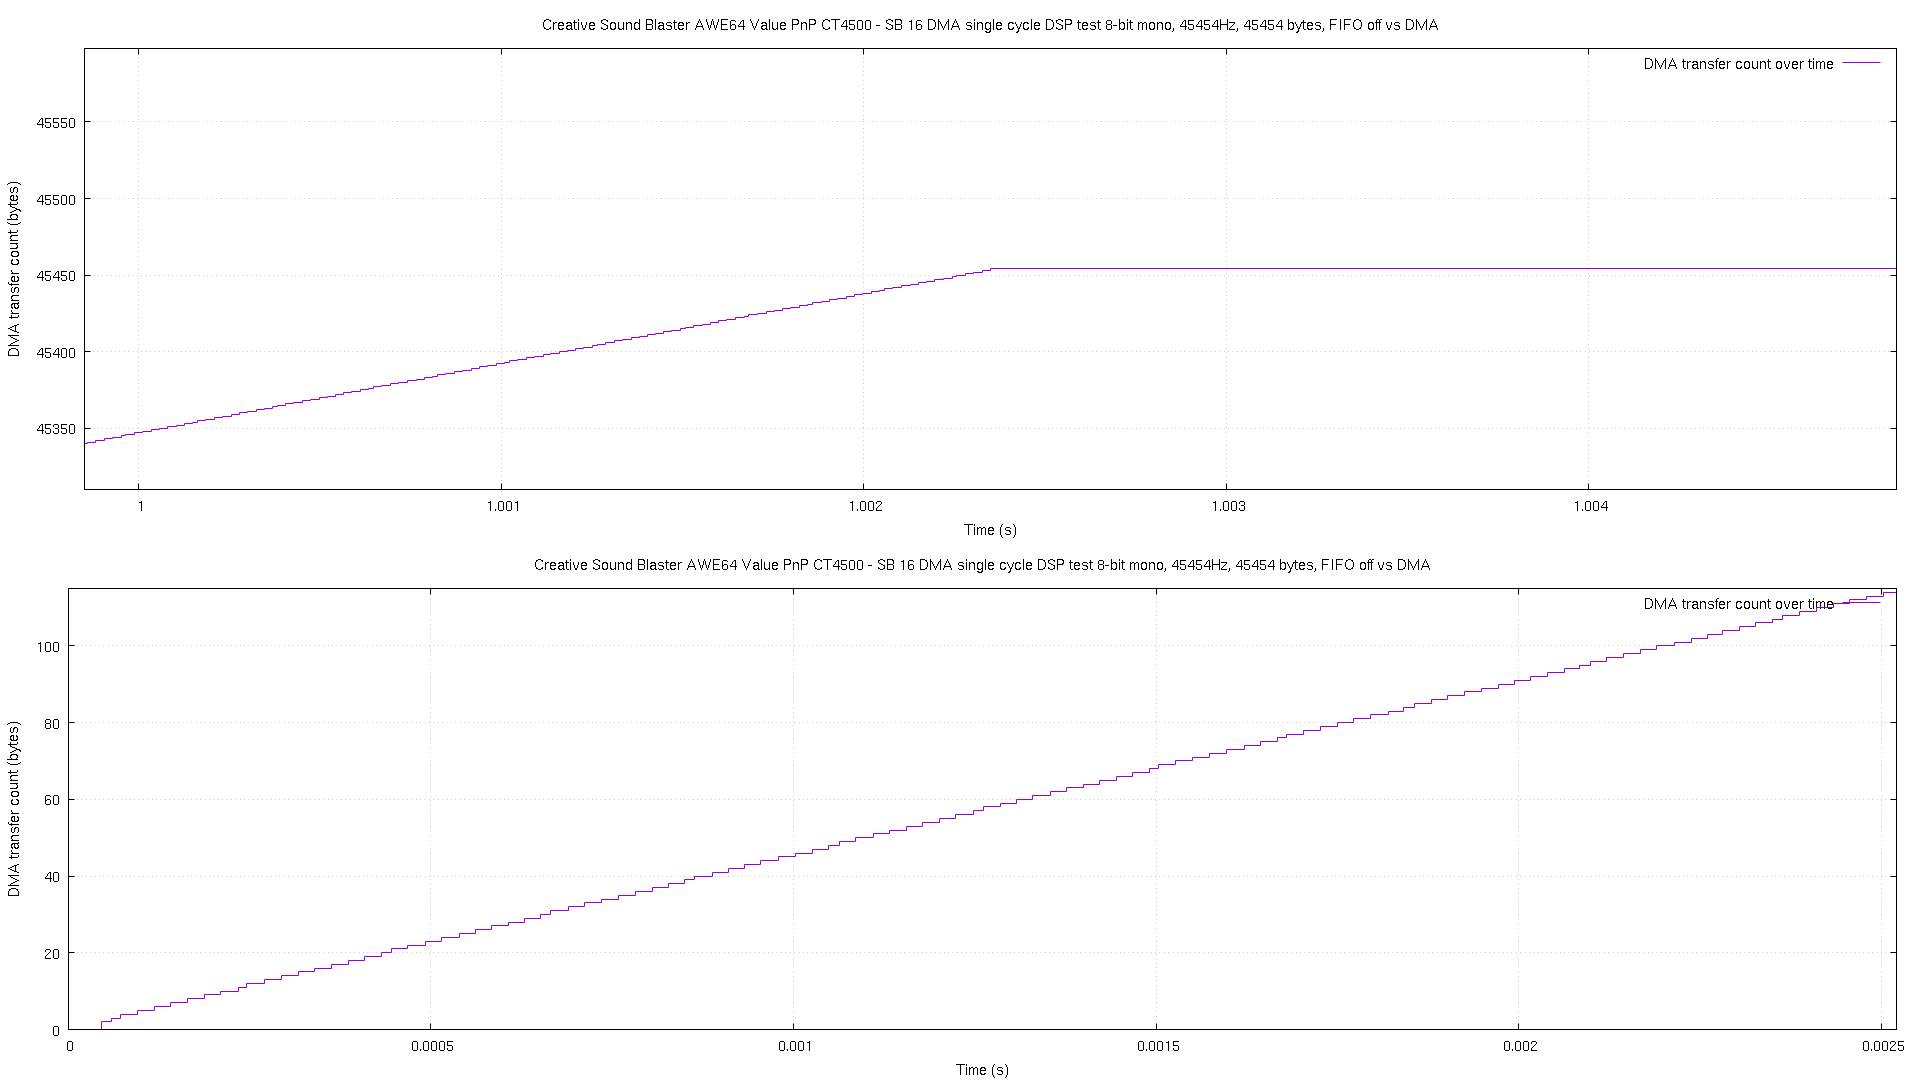 Creative Sound Blaster AWE64 Value PnP CT4500 - SB 16 DMA single cycle DSP test 8-bit mono, 45454Hz, 45454 bytes, FIFO off vs DMA
DMA transfer count over time
DMA transfer count (bytes)
45550
45500
45450
45400
45350
1 1.001 1.002 1.003 1.004
Time (s)
Creative Sound Blaster AWE64 Value PnP CT4500 - SB 16 DMA single cycle DSP test 8-bit mono, 45454Hz, 45454 bytes, FIFO off vs DMA
DMA transfer count over time
DMA transfer count (bytes)
100
80
60
40
20
0
0 0.0005 0.001 0.0015 0.002 0.0025
Time (s)